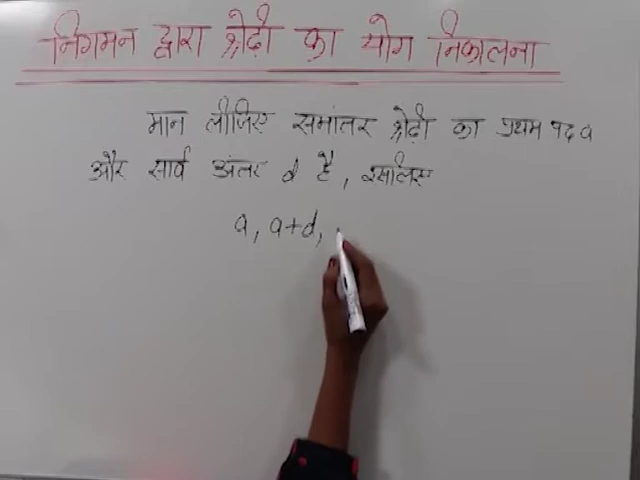 निगमन द्वारा श्रेढ़ी का योग निकालना
मान लीजिए समांतर श्रेढ़ी का प्रथम पद a
और सार्व अंतर d है, इसलिए
a, a+d,